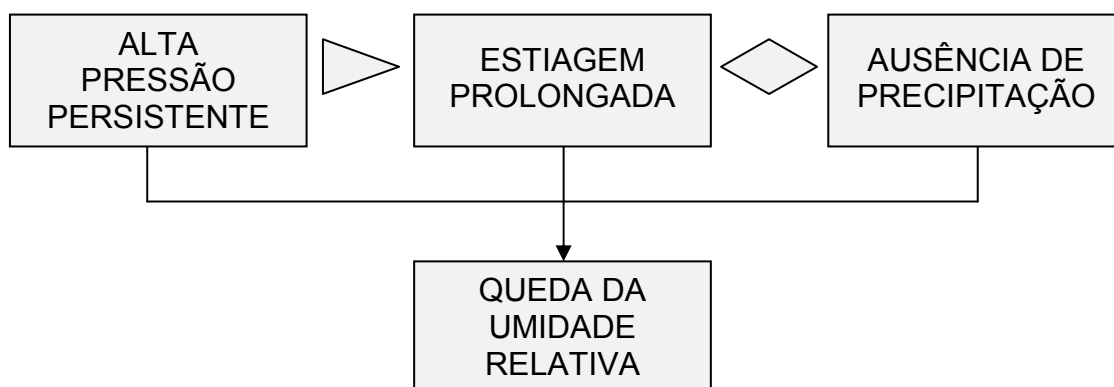 ALTA
PRESSÃO
PERSISTENTE
ESTIAGEM
PROLONGADA
AUSÊNCIA DE
PRECIPITAÇÃO
QUEDA DA
UMIDADE
RELATIVA